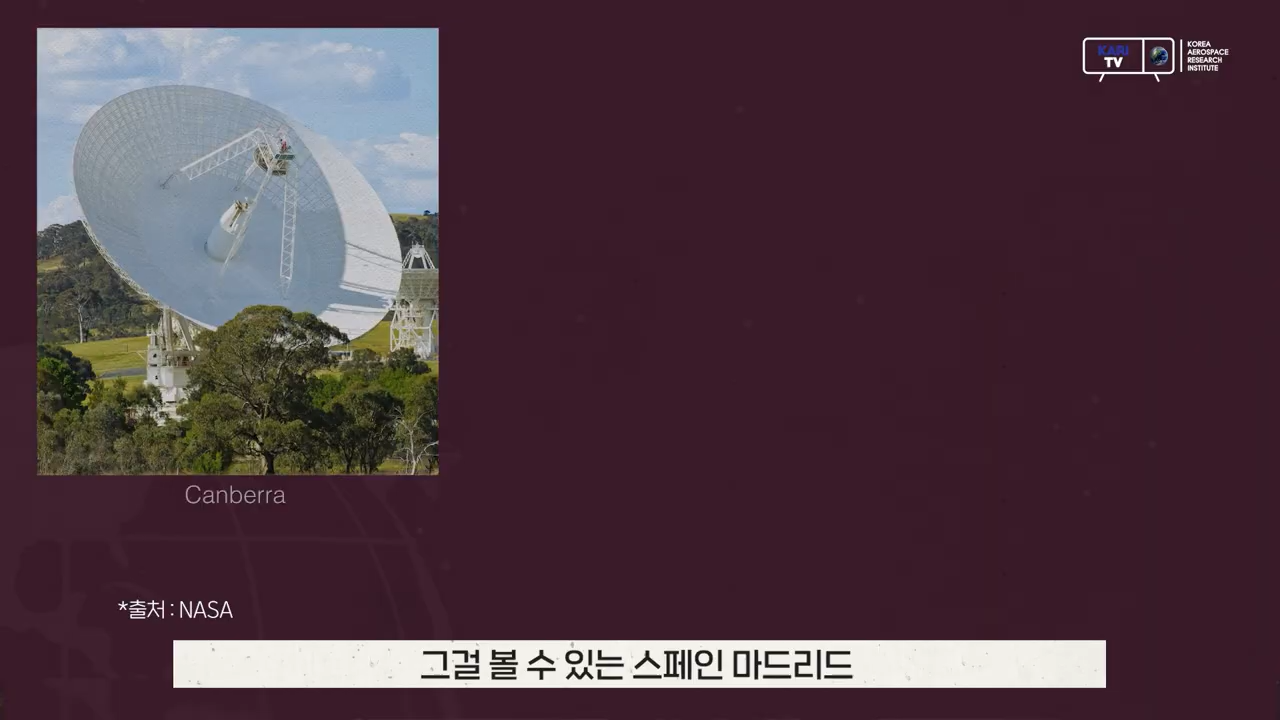 KARI
TV
KOREA
AEROSPACE
RESEARCH
INSTITUTE
Canberra
*출처 : NASA
그걸 볼 수 있는 스페인 마드리드